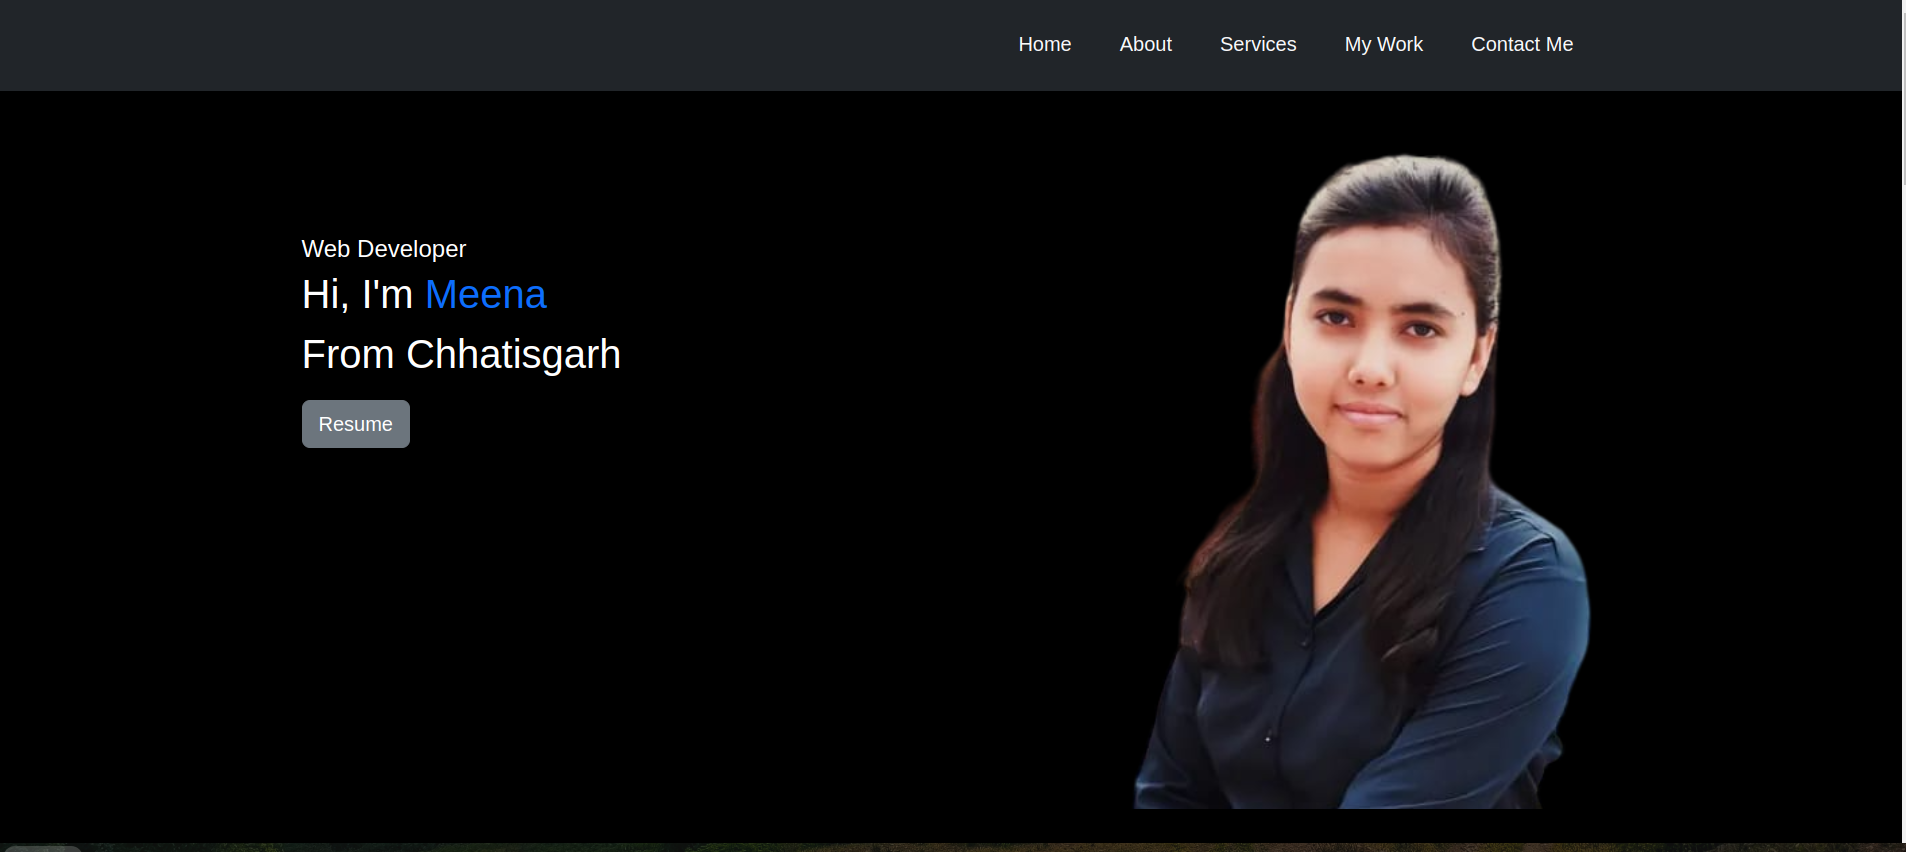 Home About Services My Work Contact Me
Web Developer
Hi, I'm Meena
From Chhatisgarh
Resume